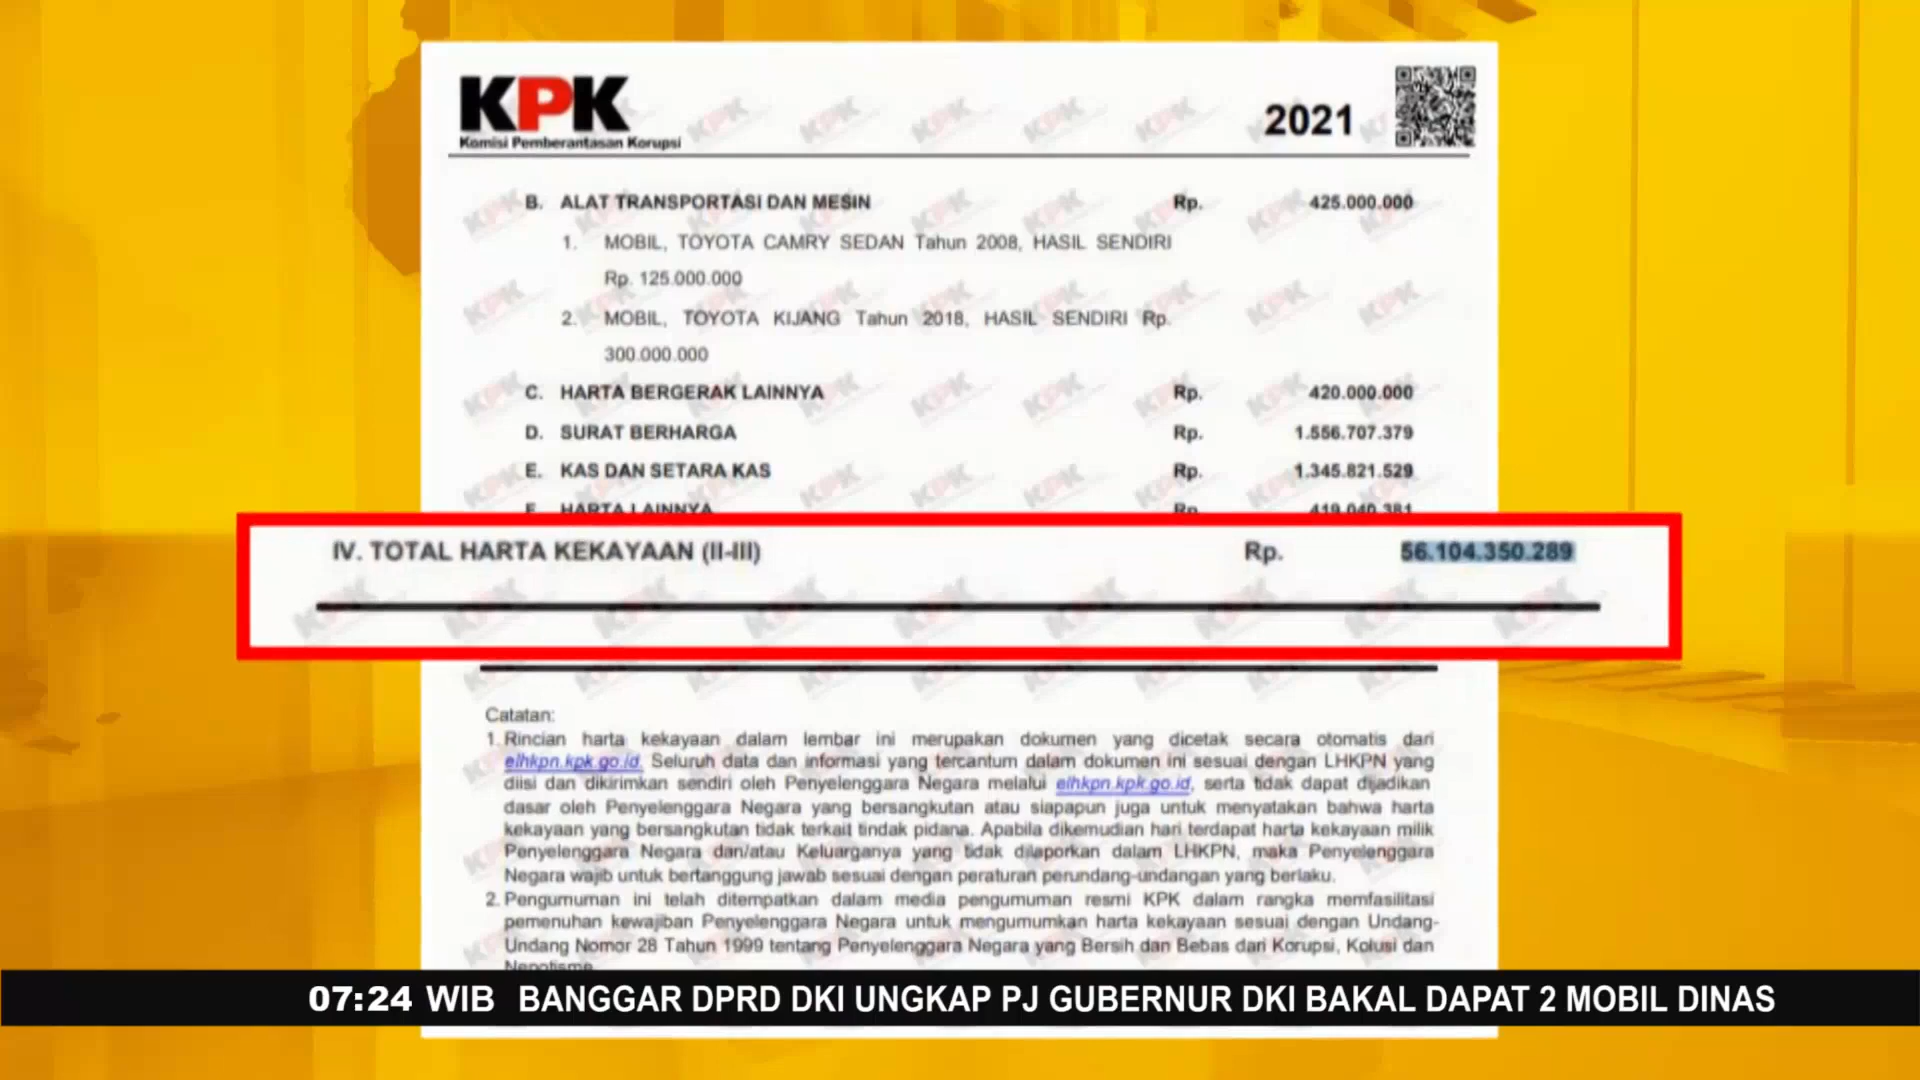 KPK
Komisi Pemberantasan Korupsi
2021
B. ALAT TRANSPORTASI DAN MESIN Rp. 425.000.000
1. MOBIL, TOYOTA CAMRY SEDAN Tahun 2008, HASIL SENDIRI
Rp. 125.000.000
2. MOBIL, TOYOTA KIJANG Tahun 2018, HASIL SENDIRI Rp.
300.000.000
C. HARTA BERGERAK LAINNYA Rp. 420.000.000
D. SURAT BERHARGA Rp. 1.556.707.379
E. KAS DAN SETARA KAS Rp. 1.345.821.529
F. HARTA LAINNYA Rp. 419.040.381
IV. TOTAL HARTA KEKAYAAN (II-III) Rp. 56.104.350.289
Catatan:
1. Rincian harta kekayaan dalam lembar ini merupakan dokumen yang dicetak secara otomatis dari
elhkpn.kpk.go.id. Seluruh data dan informasi yang tercantum dalam dokumen ini sesuai dengan LHKPN yang
diisi dan dikirimkan sendiri oleh Penyelenggara Negara melalui elhkpn.kpk.go.id, serta tidak dapat dijadikan
dasar oleh Penyelenggara Negara yang bersangkutan atau siapapun juga untuk menyatakan bahwa harta
kekayaan yang bersangkutan tidak terkait tindak pidana. Apabila dikemudian hari terdapat harta kekayaan milik
Penyelenggara Negara dan/atau Keluarganya yang tidak dilaporkan dalam LHKPN, maka Penyelenggara
Negara wajib untuk bertanggung jawab sesuai dengan peraturan perundang-undangan yang berlaku.
2. Pengumuman ini telah ditempatkan dalam media pengumuman resmi KPK dalam rangka memfasilitasi
pemenuhan kewajiban Penyelenggara Negara untuk mengumumkan harta kekayaan sesuai dengan Undang-
Undang Nomor 28 Tahun 1999 tentang Penyelenggara Negara yang Bersih dan Bebas dari Korupsi, Kolusi dan
Nepotisme.
07:24 WIB BANGGAR DPRD DKI UNGKAP PJ GUBERNUR DKI BAKAL DAPAT 2 MOBIL DINAS